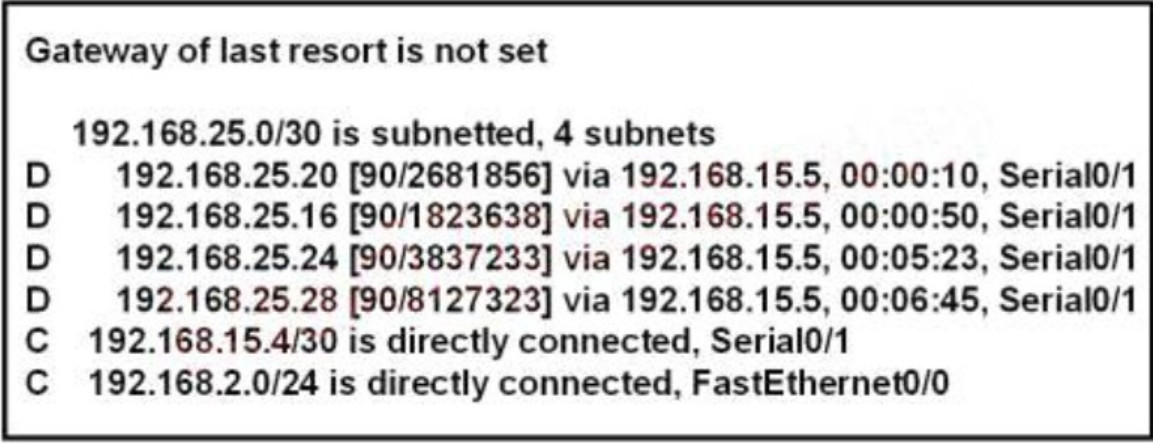 Gateway of last resort is not set
192.168.25.0/30 is subnetted, 4 subnets
D 192.168.25.20 [90/2681856] via 192.168.15.5, 00:00:10, Serial0/1
D 192.168.25.16 [90/1823638] via 192.168.15.5, 00:00:50, Serial0/1
D 192.168.25.24 [90/3837233] via 192.168.15.5, 00:05:23, Serial0/1
D 192.168.25.28 [90/8127323] via 192.168.15.5, 00:06:45, Serial0/1
C 192.168.15.4/30 is directly connected, Serial0/1
C 192.168.2.0/24 is directly connected, FastEthernet0/0